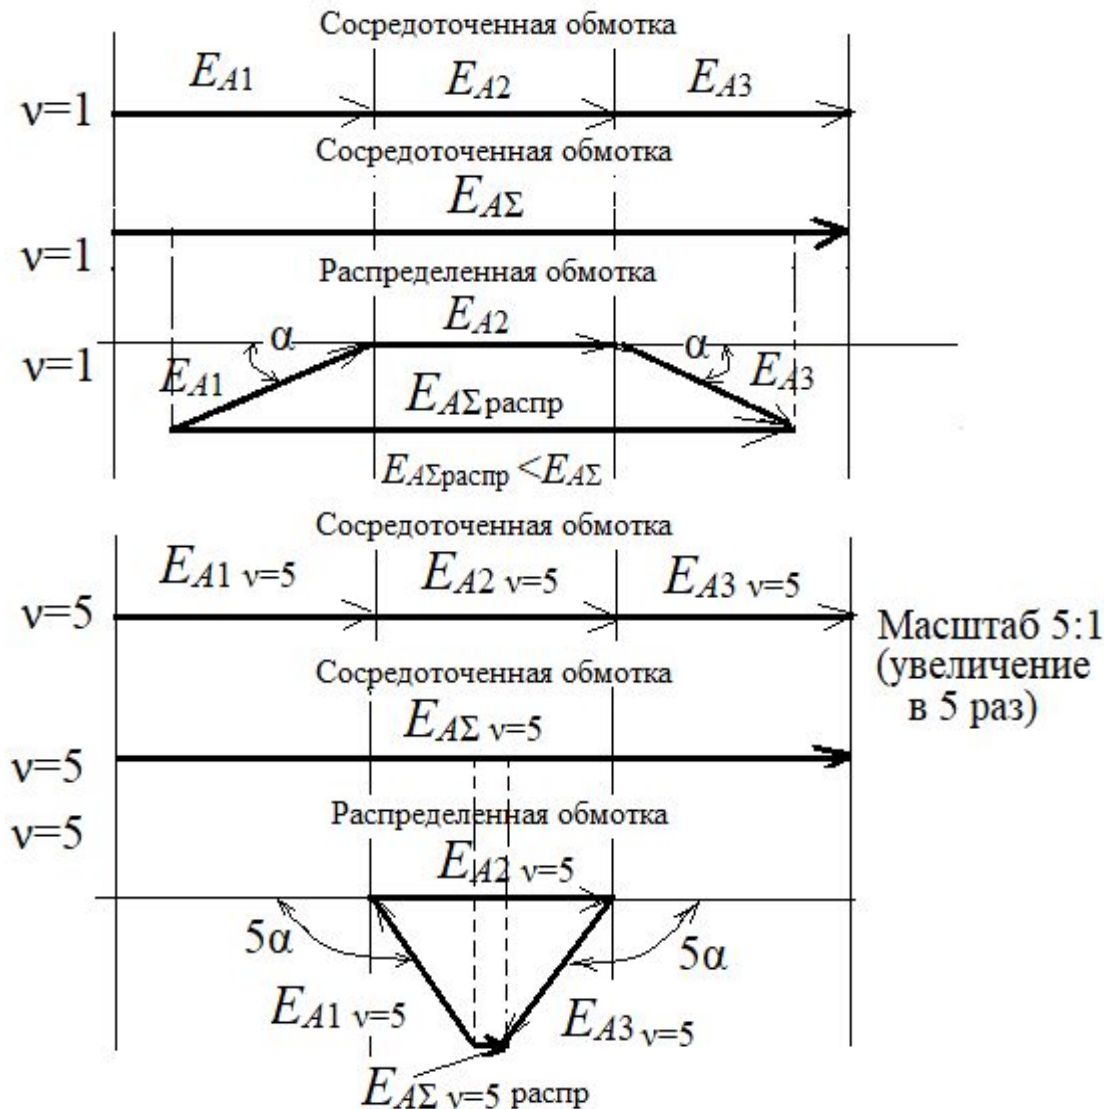 Сосредоточенная обмотка
E_A1 E_A2 E_A3
ν=1
Сосредоточенная обмотка
E_AΣ
ν=1
Распределенная обмотка
E_A2
α α
ν=1
E_A1 E_A3
E_AΣраспр
E_AΣраспр <E_AΣ
Сосредоточенная обмотка
E_A1 ν=5 E_A2 ν=5 E_A3 ν=5
ν=5
Масштаб 5:1
(увеличение
в 5 раз)
Сосредоточенная обмотка
E_AΣ ν=5
ν=5
Распределенная обмотка
ν=5
E_A2 ν=5
5α 5α
E_A1 ν=5 E_A3 ν=5
E_AΣ ν=5 распр